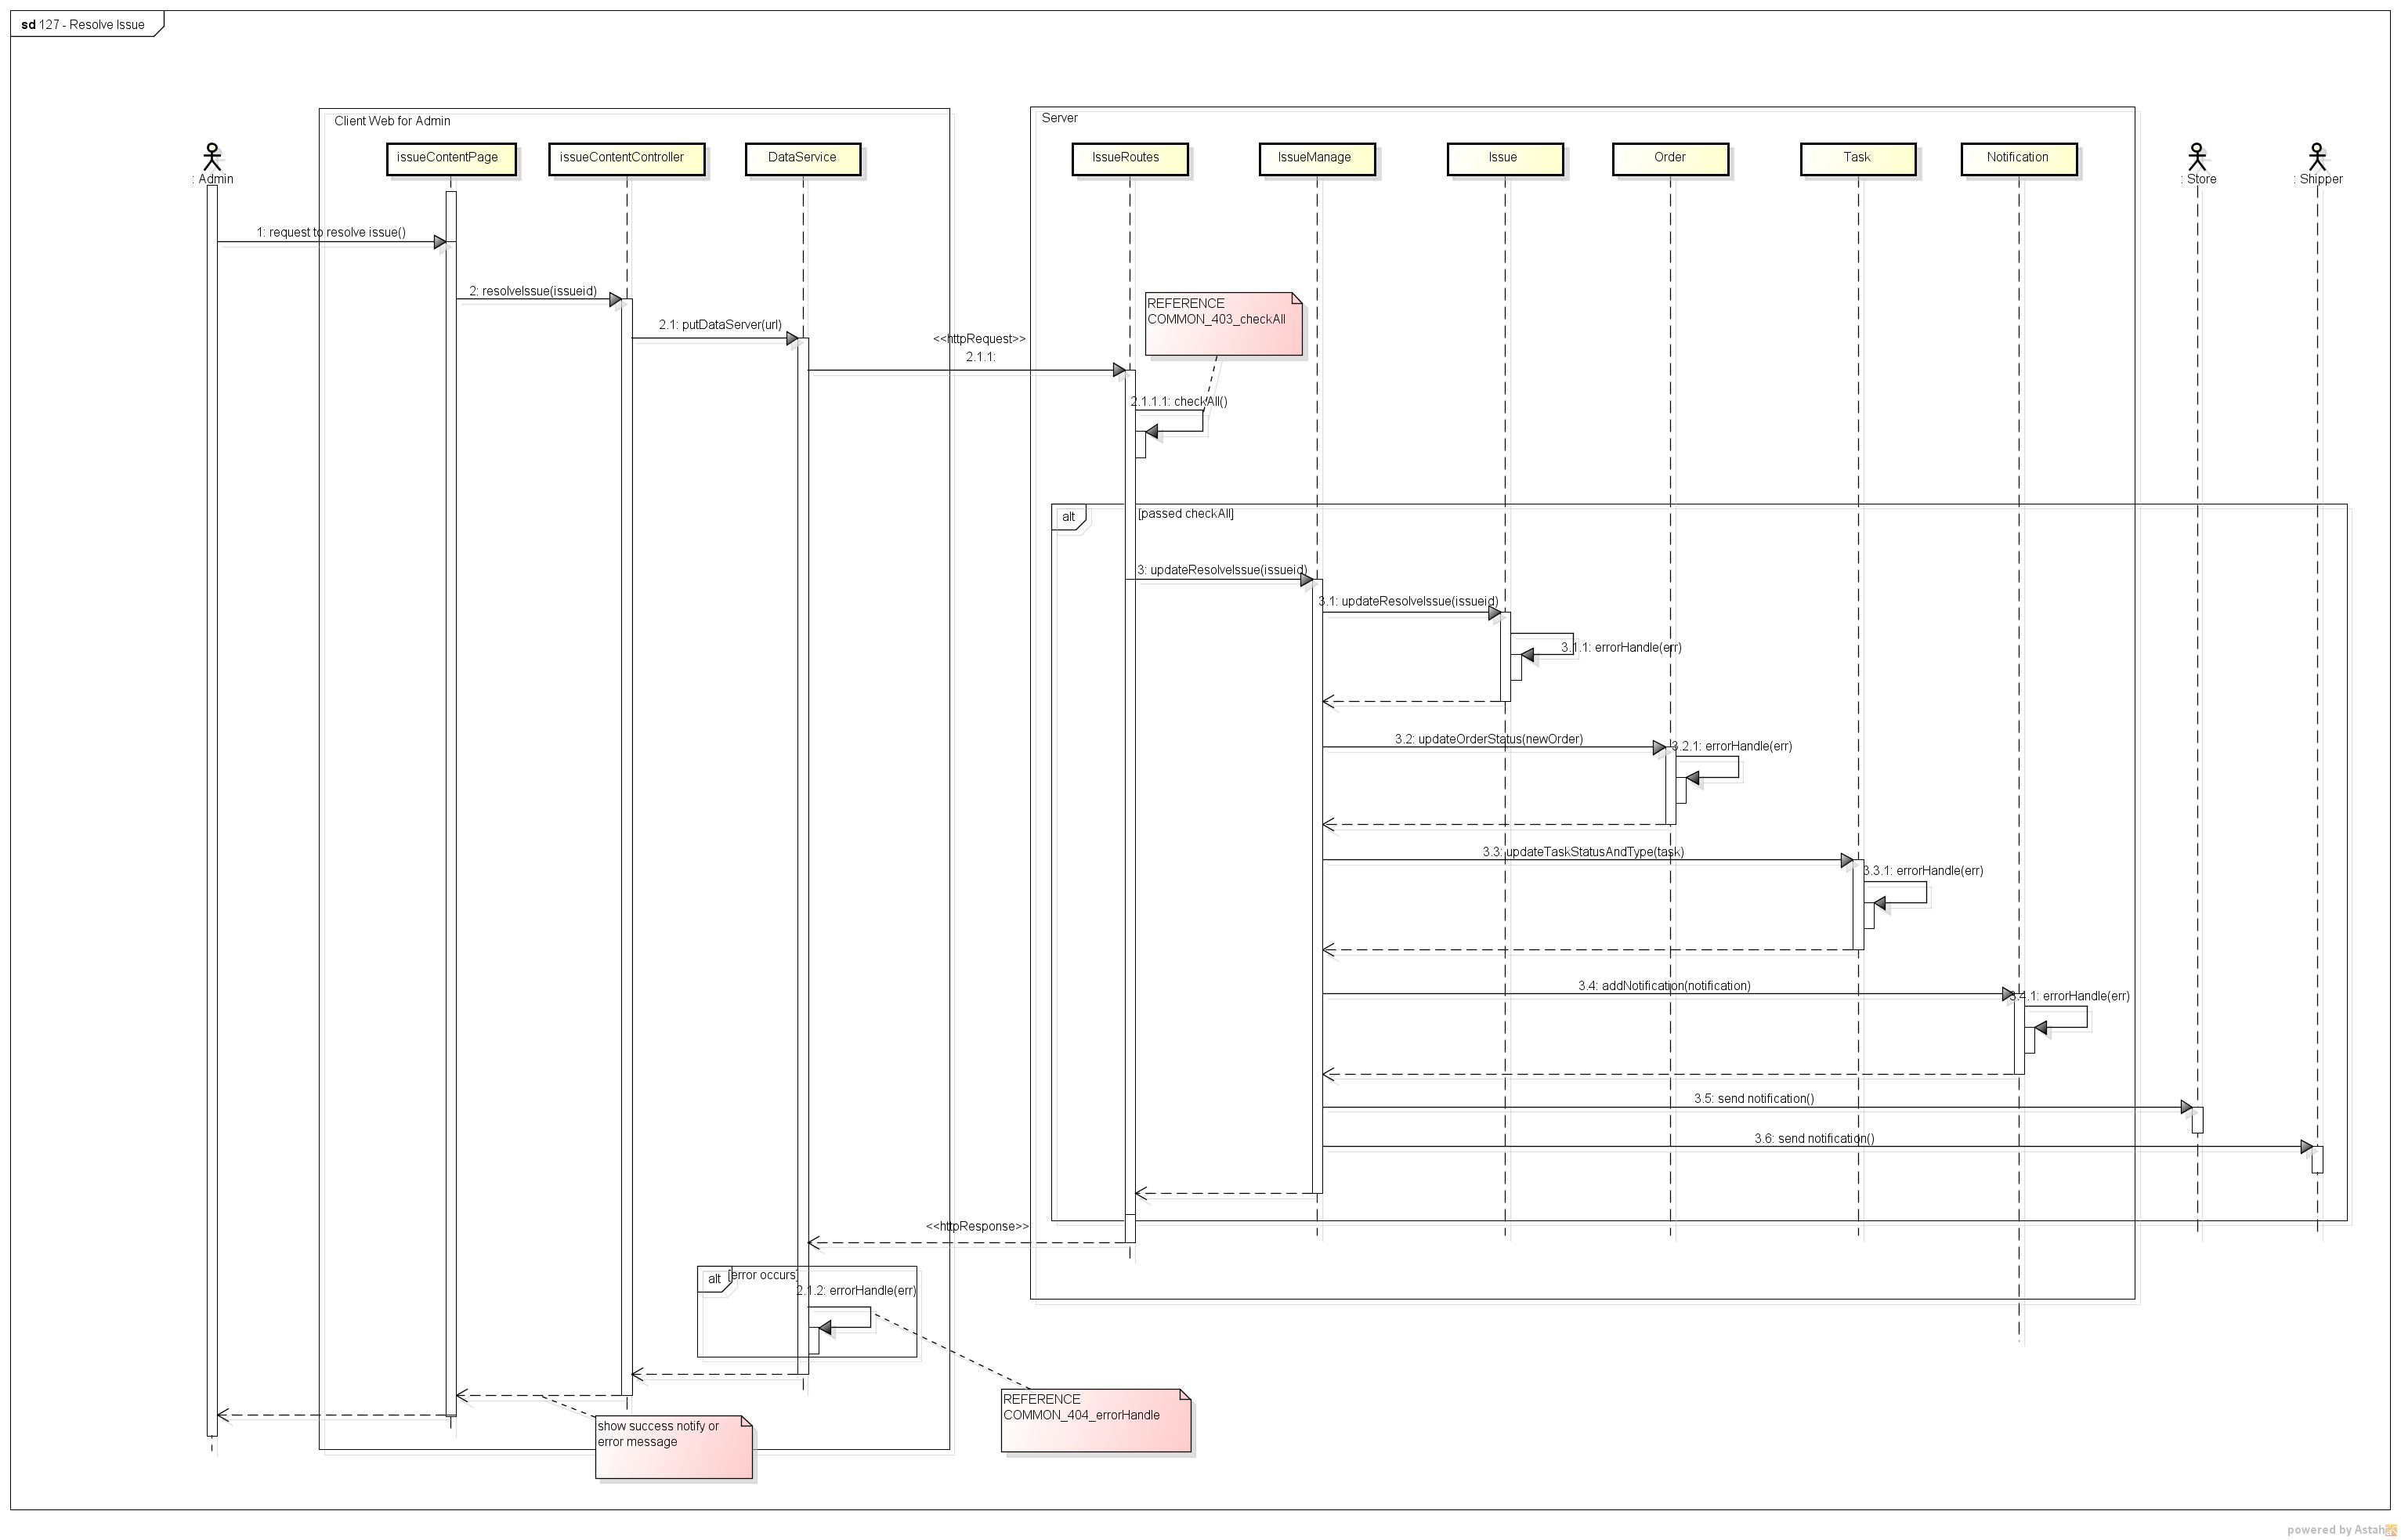 sd 127 - Resolve Issue
Client Web for Admin
Server
: Admin
issueContentPage
issueContentController
DataService
IssueRoutes
IssueManage
Issue
Order
Task
Notification
: Store
: Shipper
1: request to resolve issue()
2: resolveIssue(issueid)
REFERENCE
COMMON_403_checkAll
2.1: putDataServer(url)
<<httpRequest>>
2.1.1:
2.1.1.1: checkAll()
alt
[passed checkAll]
3: updateResolveIssue(issueid)
3.1: updateResolveIssue(issueid)
3.1.1: errorHandle(err)
3.2: updateOrderStatus(newOrder)
3.2.1: errorHandle(err)
3.3: updateTaskStatusAndType(task)
3.3.1: errorHandle(err)
3.4: addNotification(notification)
3.4.1: errorHandle(err)
3.5: send notification()
3.6: send notification()
<<httpResponse>>
alt
[error occurs]
2.1.2: errorHandle(err)
REFERENCE
COMMON_404_errorHandle
show success notify or
error message
powered by Astah